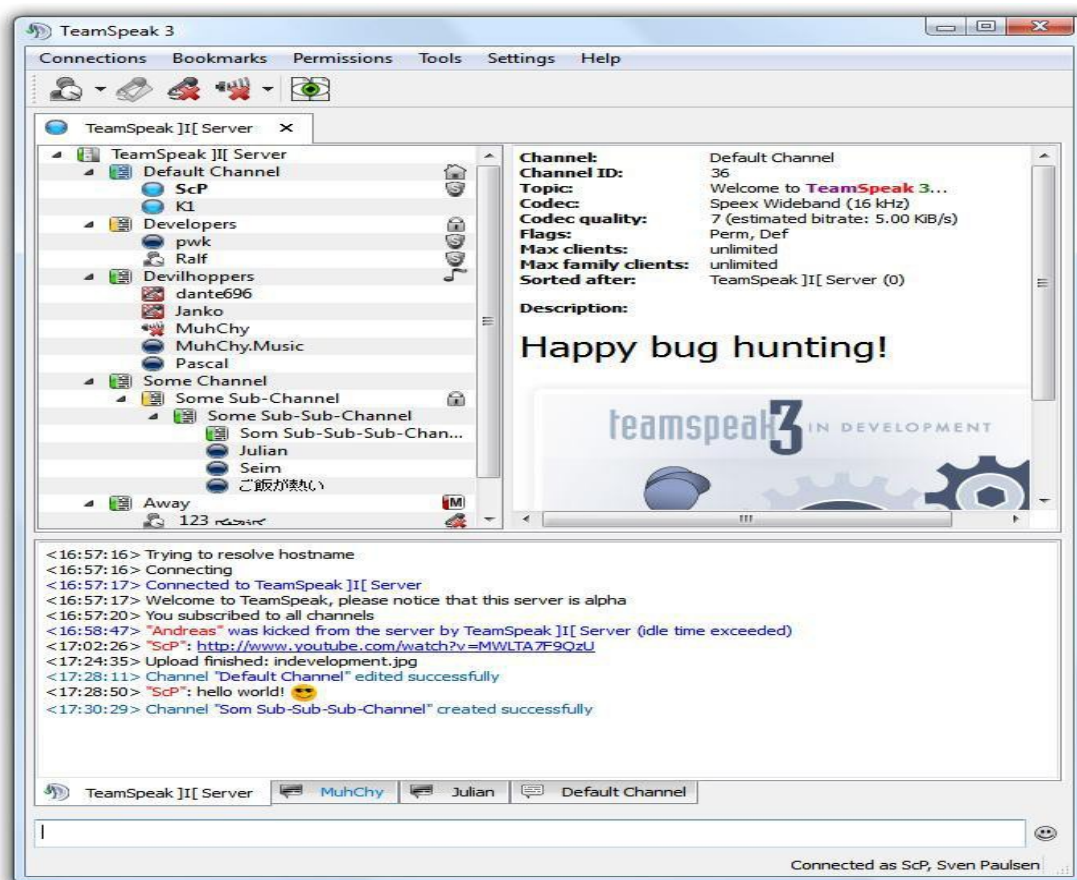 TeamSpeak 3
Connections Bookmarks Permissions Tools Settings Help
TeamSpeak ]I[ Server
TeamSpeak ]I[ Server
Default Channel
ScP
K1
Developers
pwk
Ralf
Devilhoppers
dante696
Janko
MuhChy
MuhChy.Music
Pascal
Some Channel
Some Sub-Channel
Some Sub-Sub-Channel
Som Sub-Sub-Sub-Chan...
Julian
Seim
ご飯が熱い
Away
M
123
Channel: Default Channel
Channel ID: 36
Topic: Welcome to TeamSpeak 3...
Codec: Speex Wideband (16 kHz)
Codec quality: 7 (estimated bitrate: 5.00 KiB/s)
Flags: Perm, Def
Max clients: unlimited
Max family clients: unlimited
Sorted after: TeamSpeak ]I[ Server (0)
Description:
Happy bug hunting!
teamspeak3 IN DEVELOPMENT
<16:57:16> Trying to resolve hostname
<16:57:16> Connecting
<16:57:17> Connected to TeamSpeak ]I[ Server
<16:57:17> Welcome to TeamSpeak, please notice that this server is alpha
<16:57:20> You subscribed to all channels
<16:58:47> "Andreas" was kicked from the server by TeamSpeak ]I[ Server (idle time exceeded)
<17:02:26> "ScP": http://www.youtube.com/watch?v=MWLTA7F9QzU
<17:24:35> Upload finished: indevelopment.jpg
<17:28:11> Channel "Default Channel" edited successfully
<17:28:50> "ScP": hello world!
<17:30:29> Channel "Som Sub-Sub-Sub-Channel" created successfully
TeamSpeak ]I[ Server MuhChy Julian Default Channel
Connected as ScP, Sven Paulsen